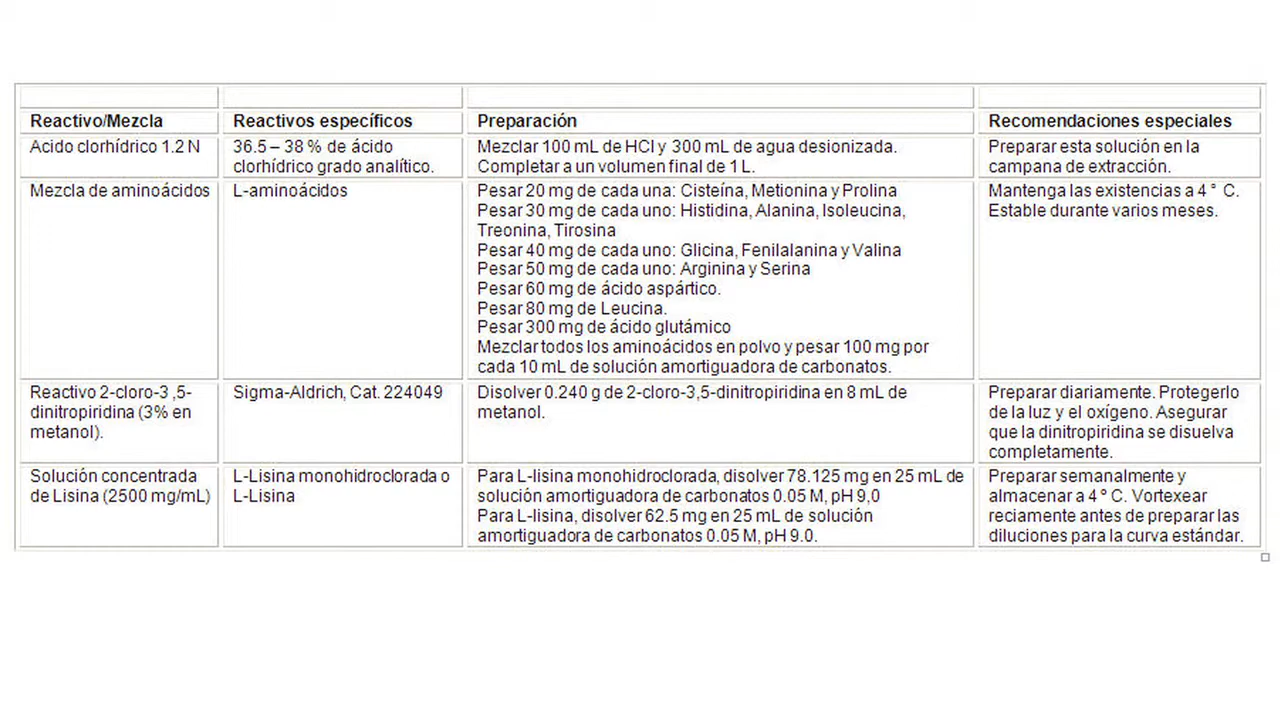 Reactivo/Mezcla
Reactivos específicos
Preparación
Recomendaciones especiales
Acido clorhídrico 1.2 N
36.5 – 38 % de ácido
clorhídrico grado analítico.
Mezclar 100 mL de HCl y 300 mL de agua desionizada.
Completar a un volumen final de 1 L.
Preparar esta solución en la
campana de extracción.
Mezcla de aminoácidos
L-aminoácidos
Pesar 20 mg de cada una: Cisteína, Metionina y Prolina
Pesar 30 mg de cada uno: Histidina, Alanina, Isoleucina,
Treonina, Tirosina
Pesar 40 mg de cada uno: Glicina, Fenilalanina y Valina
Pesar 50 mg de cada uno: Arginina y Serina
Pesar 60 mg de ácido aspártico.
Pesar 80 mg de Leucina.
Pesar 300 mg de ácido glutámico
Mezclar todos los aminoácidos en polvo y pesar 100 mg por
cada 10 mL de solución amortiguadora de carbonatos.
Mantenga las existencias a 4 ° C.
Estable durante varios meses.
Reactivo 2-cloro-3 ,5-
dinitropiridina (3% en
metanol).
Sigma-Aldrich, Cat. 224049
Disolver 0.240 g de 2-cloro-3,5-dinitropiridina en 8 mL de
metanol.
Preparar diariamente. Protegerlo
de la luz y el oxígeno. Asegurar
que la dinitropiridina se disuelva
completamente.
Solución concentrada
de Lisina (2500 mg/mL)
L-Lisina monohidroclorada o
L-Lisina
Para L-lisina monohidroclorada, disolver 78.125 mg en 25 mL de
solución amortiguadora de carbonatos 0.05 M, pH 9,0
Para L-lisina, disolver 62.5 mg en 25 mL de solución
amortiguadora de carbonatos 0.05 M, pH 9.0.
Preparar semanalmente y
almacenar a 4 º C. Vortexear
reciamente antes de preparar las
diluciones para la curva estándar.